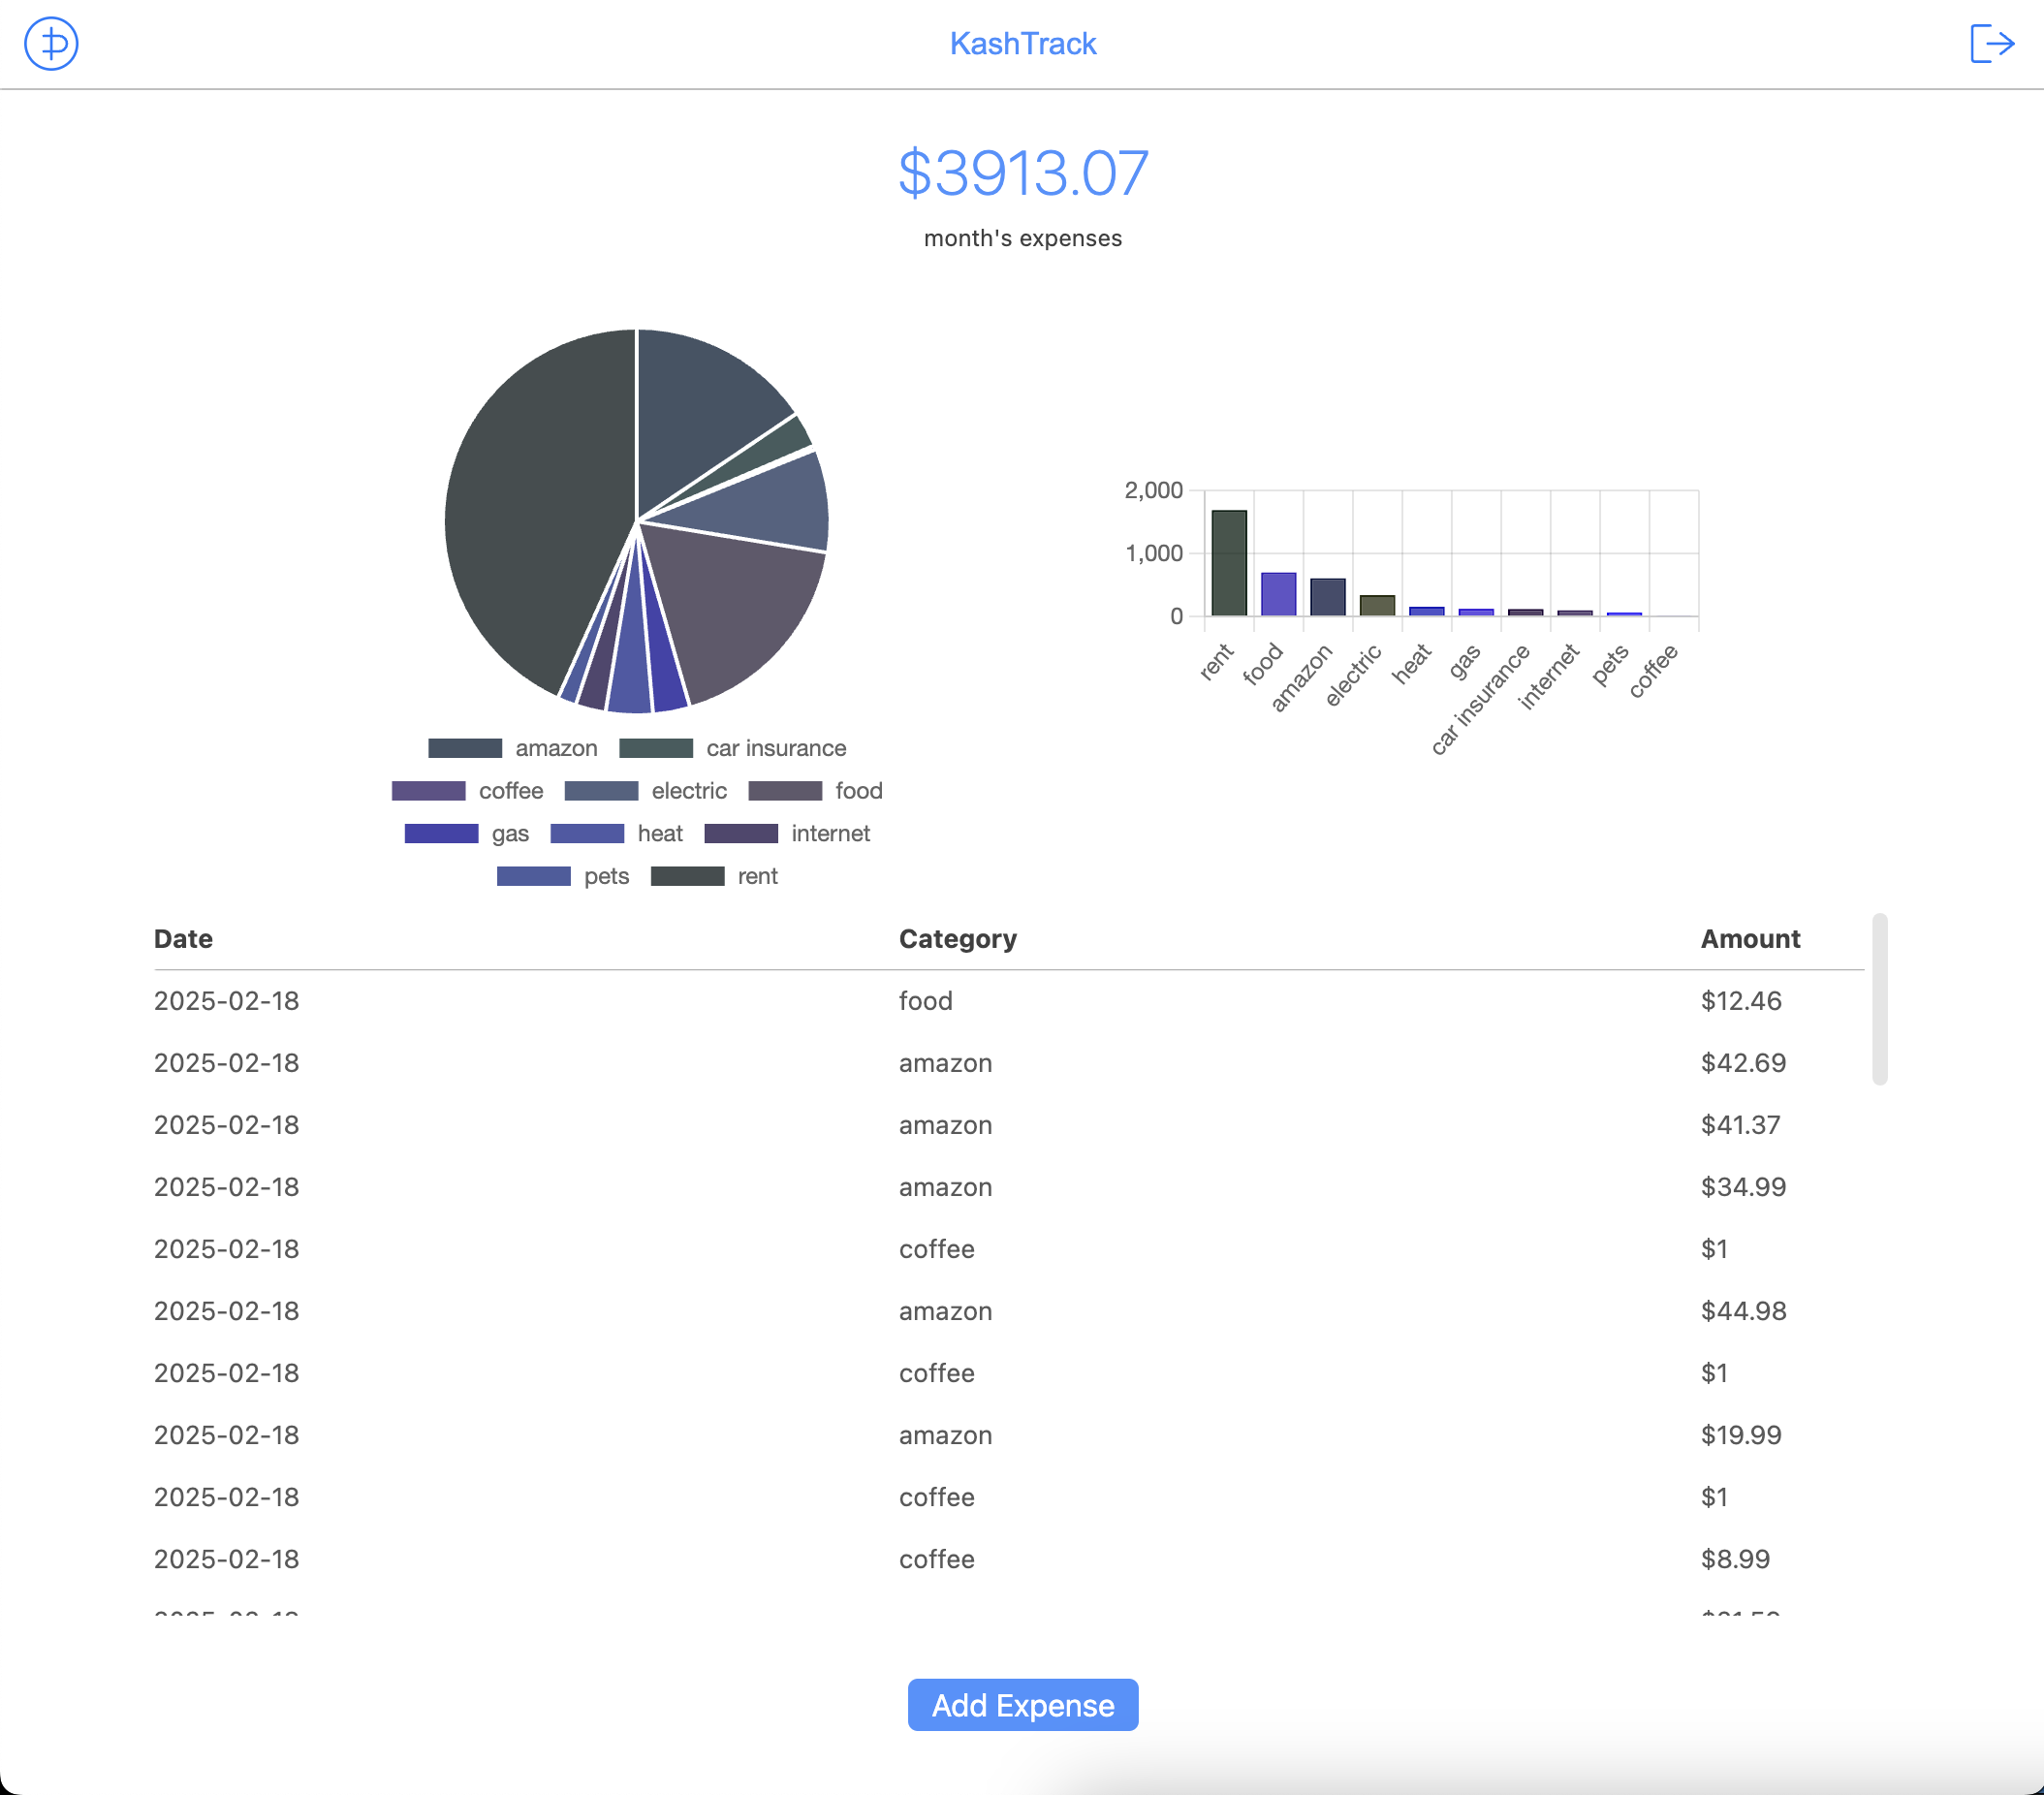 KashTrack
$3913.07
month's expenses
amazon car insurance
coffee electric food
gas heat internet
pets rent
2,000
1,000
0
rent food amazon electric heat gas car insurance internet pets coffee
Date Category Amount
2025-02-18 food $12.46
2025-02-18 amazon $42.69
2025-02-18 amazon $41.37
2025-02-18 amazon $34.99
2025-02-18 coffee $1
2025-02-18 amazon $44.98
2025-02-18 coffee $1
2025-02-18 amazon $19.99
2025-02-18 coffee $1
2025-02-18 coffee $8.99
Add Expense